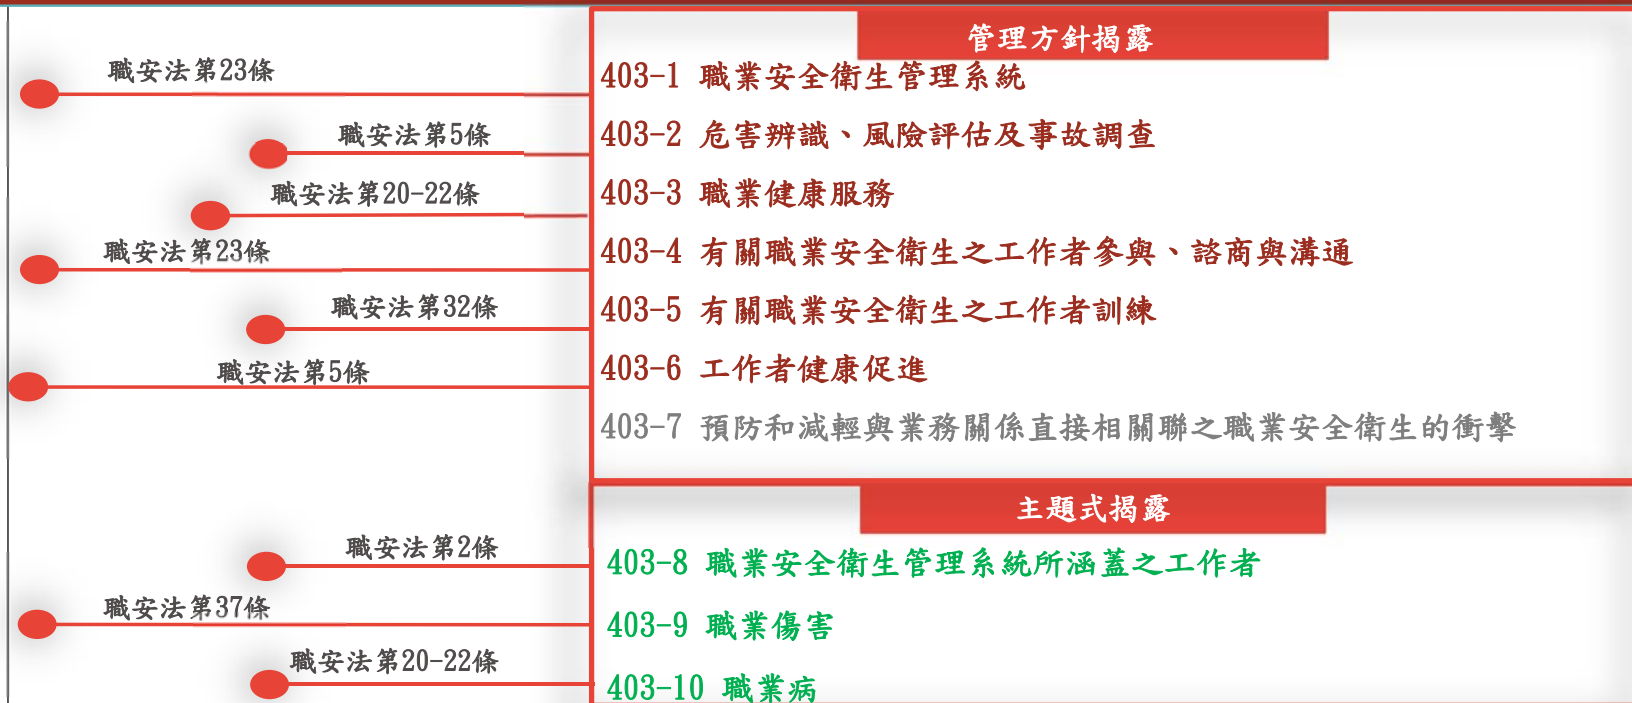 管理方針揭露
職安法第23條
403-1 職業安全衛生管理系統
職安法第5條
403-2 危害辨識、風險評估及事故調查
職安法第20-22條
403-3 職業健康服務
職安法第23條
403-4 有關職業安全衛生之工作者參與、諮商與溝通
職安法第32條
403-5 有關職業安全衛生之工作者訓練
職安法第5條
403-6 工作者健康促進
403-7 預防和減輕與業務關係直接相關聯之職業安全衛生的衝擊
主題式揭露
職安法第2條
403-8 職業安全衛生管理系統所涵蓋之工作者
職安法第37條
403-9 職業傷害
職安法第20-22條
403-10 職業病